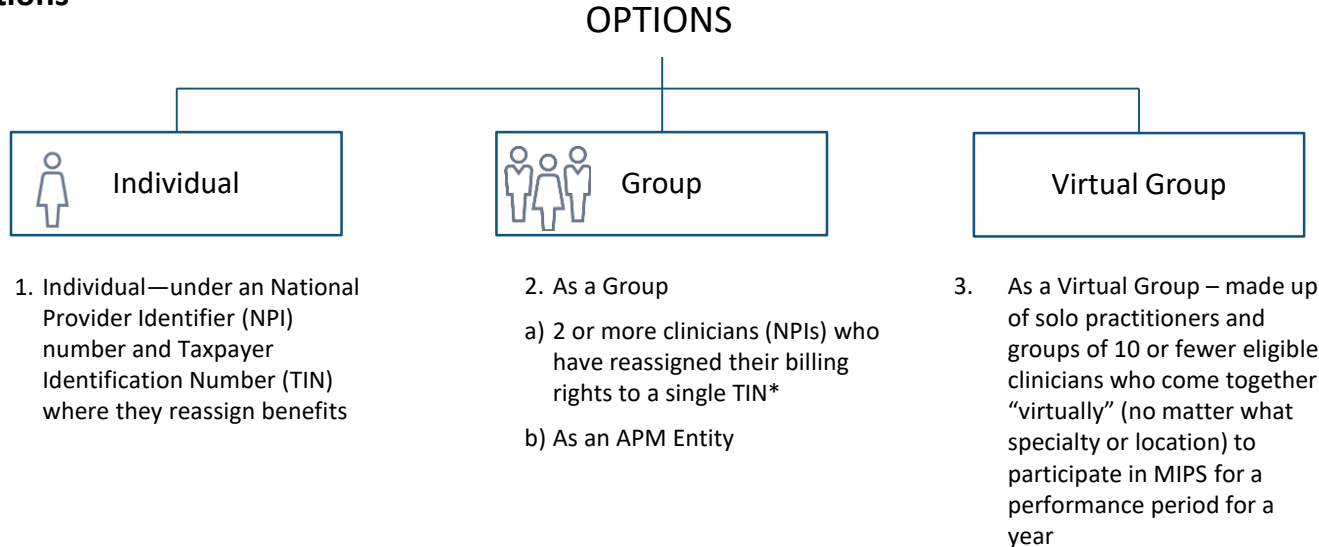 OPTIONS
Individual
Group
Virtual Group
1. Individual—under an National
Provider Identifier (NPI)
number and Taxpayer
Identification Number (TIN)
where they reassign benefits
2. As a Group
a) 2 or more clinicians (NPIs) who
have reassigned their billing
rights to a single TIN*
b) As an APM Entity
3. As a Virtual Group – made up
of solo practitioners and
groups of 10 or fewer eligible
clinicians who come together
“virtually” (no matter what
specialty or location) to
participate in MIPS for a
performance period for a
year